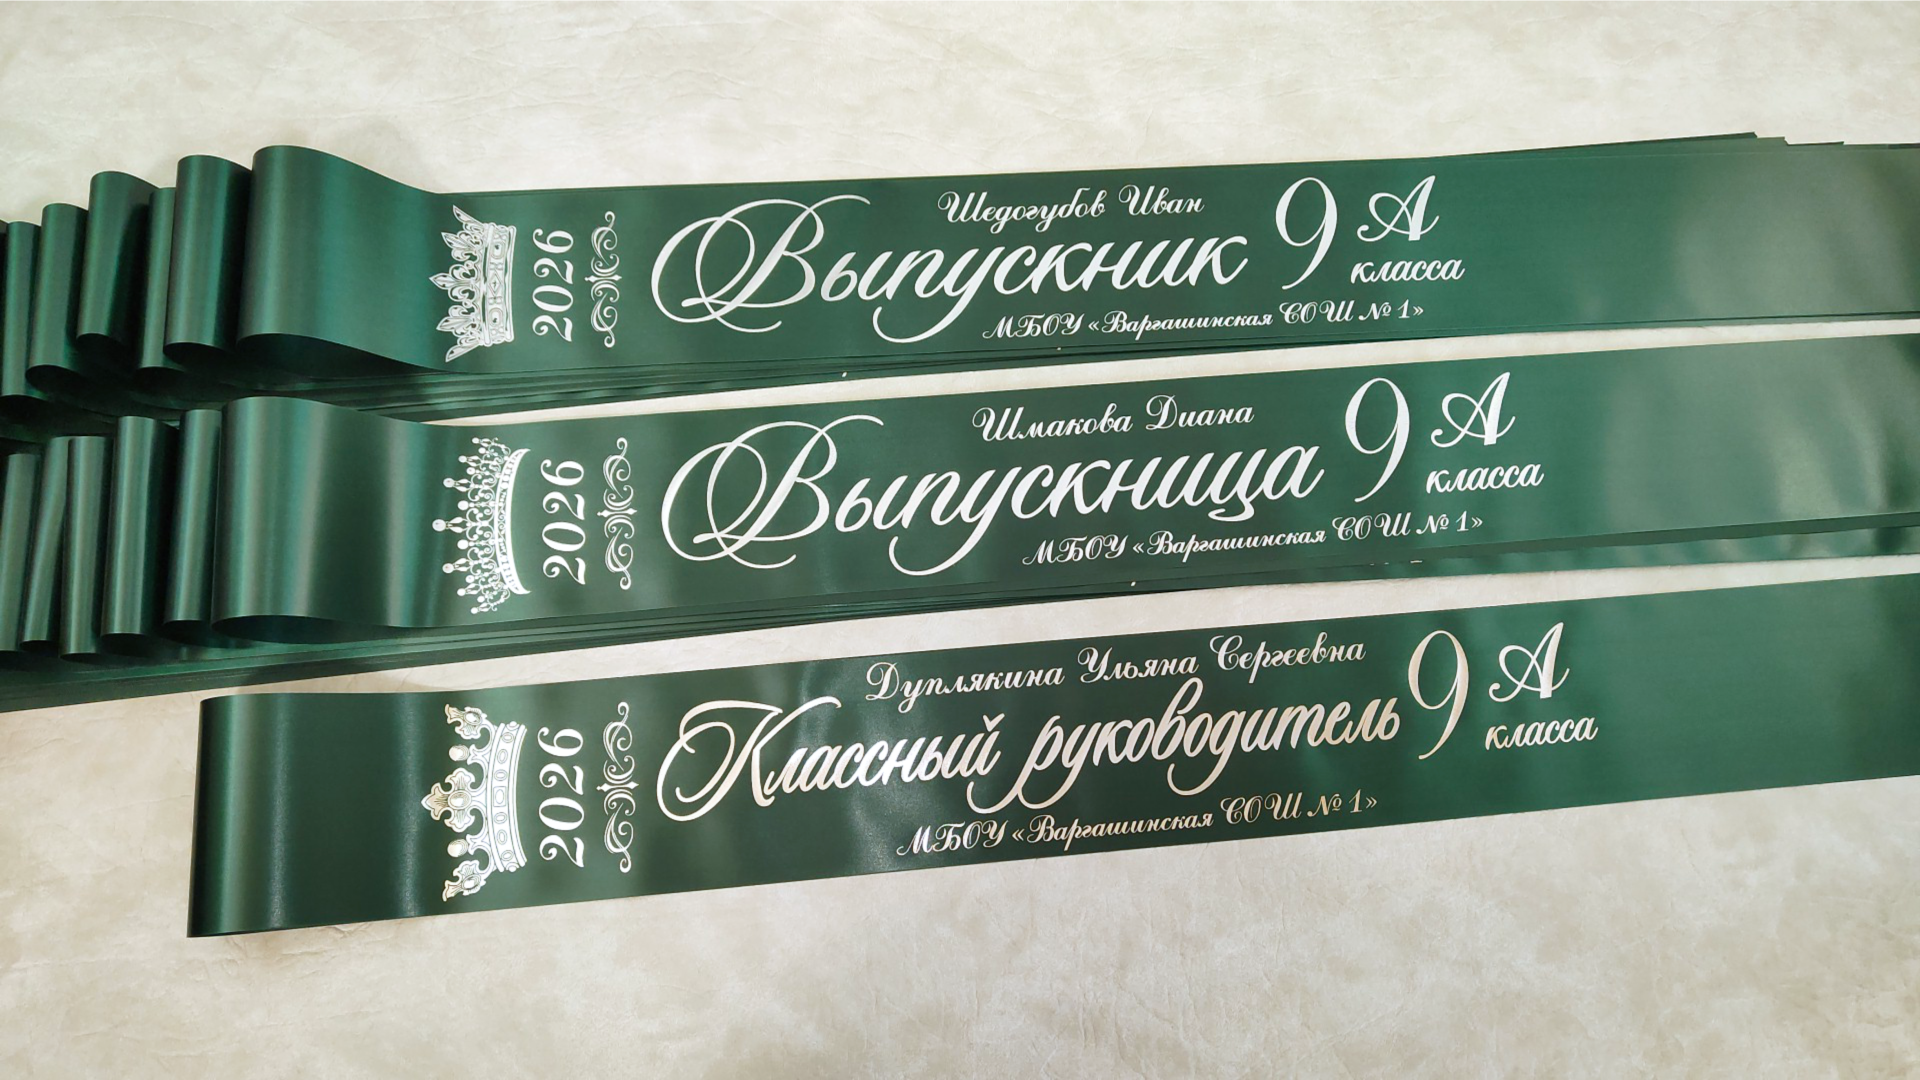 2026
Шедогубов Иван
Выпускник 9 А
класса
МБОУ «Варгашинская СОШ № 1»
2026
Шмакова Диана
Выпускница 9 А
класса
МБОУ «Варгашинская СОШ № 1»
2026
Дуплякина Ульяна Сергеевна
Классный руководитель 9 А
класса
МБОУ «Варгашинская СОШ № 1»